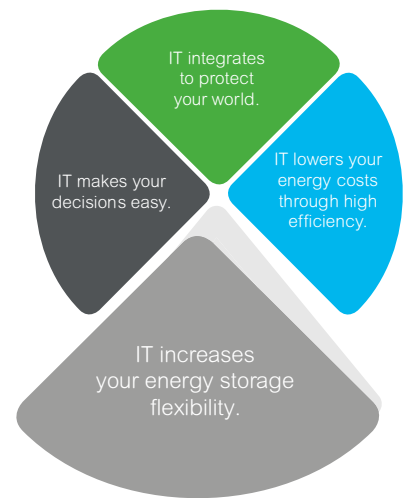 IT integrates
to protect
your world.
IT makes your
decisions easy.
IT lowers your
energy costs
through high
efficiency.
IT increases
your energy storage
flexibility.